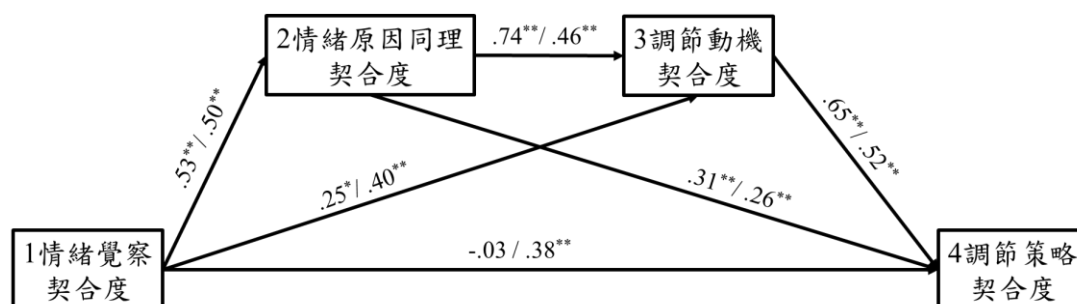 2情緒原因同理
契合度
.74**/ .46**
3調節動機
契合度
.53**/ .50**
.25*/ .40**
.31**/ .26**
.65**/ .52**
1情緒覺察
契合度
-.03 / .38**
4調節策略
契合度